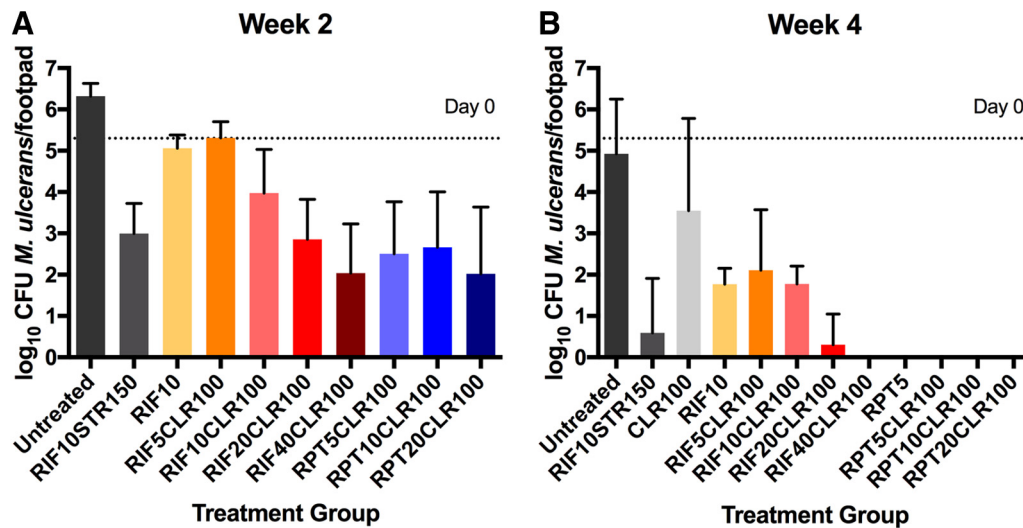 A
Week 2
log10 CFU M. ulcerans/footpad
7
6
5
4
3
2
1
0
Day 0
Untreated
RIF10STR150
RIF10
RIF5CLR100
RIF10CLR100
RIF20CLR100
RIF40CLR100
RPT5CLR100
RPT10CLR100
RPT20CLR100
Treatment Group
B
Week 4
log10 CFU M. ulcerans/footpad
7
6
5
4
3
2
1
0
Day 0
Untreated
RIF10STR150
CLR100
RIF10
RIF5CLR100
RIF10CLR100
RIF20CLR100
RIF40CLR100
RPT5
RPT5CLR100
RPT10CLR100
RPT20CLR100
Treatment Group